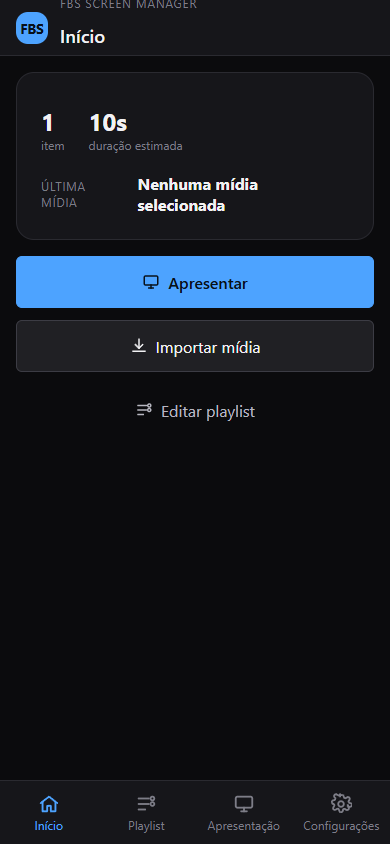 FBS SCREEN MANAGER
FBS
Início
1
10s
item
duração estimada
ÚLTIMA
MÍDIA
Nenhuma mídia
selecionada
Apresentar
Importar mídia
Editar playlist
Início
Playlist
Apresentação
Configurações